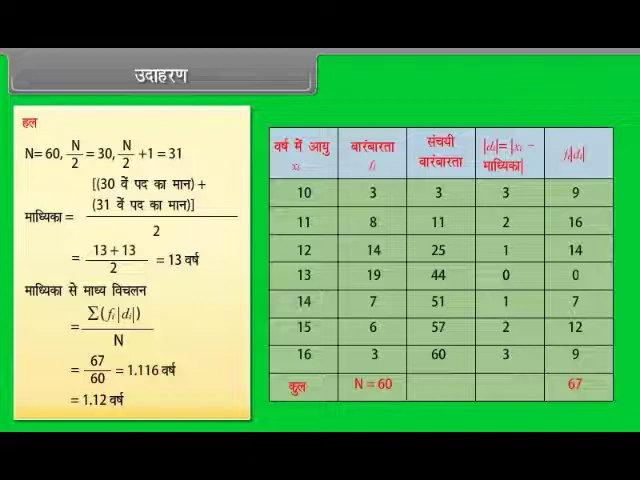 उदाहरण
हल
N= 60, N/2 = 30, N/2 +1 = 31
माध्यिका = [(30 वें पद का मान) + (31 वें पद का मान)] / 2
= 13 + 13 / 2 = 13 वर्ष
माध्यिका से माध्य विचलन
= Σ(fᵢ|dᵢ|) / N
= 67/60 = 1.116 वर्ष
= 1.12 वर्ष
वर्ष में आयु xᵢ बारंबारता fᵢ संचयी बारंबारता |dᵢ|= |xᵢ – माध्यिका| fᵢ|dᵢ|
10 3 3 3 9
11 8 11 2 16
12 14 25 1 14
13 19 44 0 0
14 7 51 1 7
15 6 57 2 12
16 3 60 3 9
कुल N = 60 67